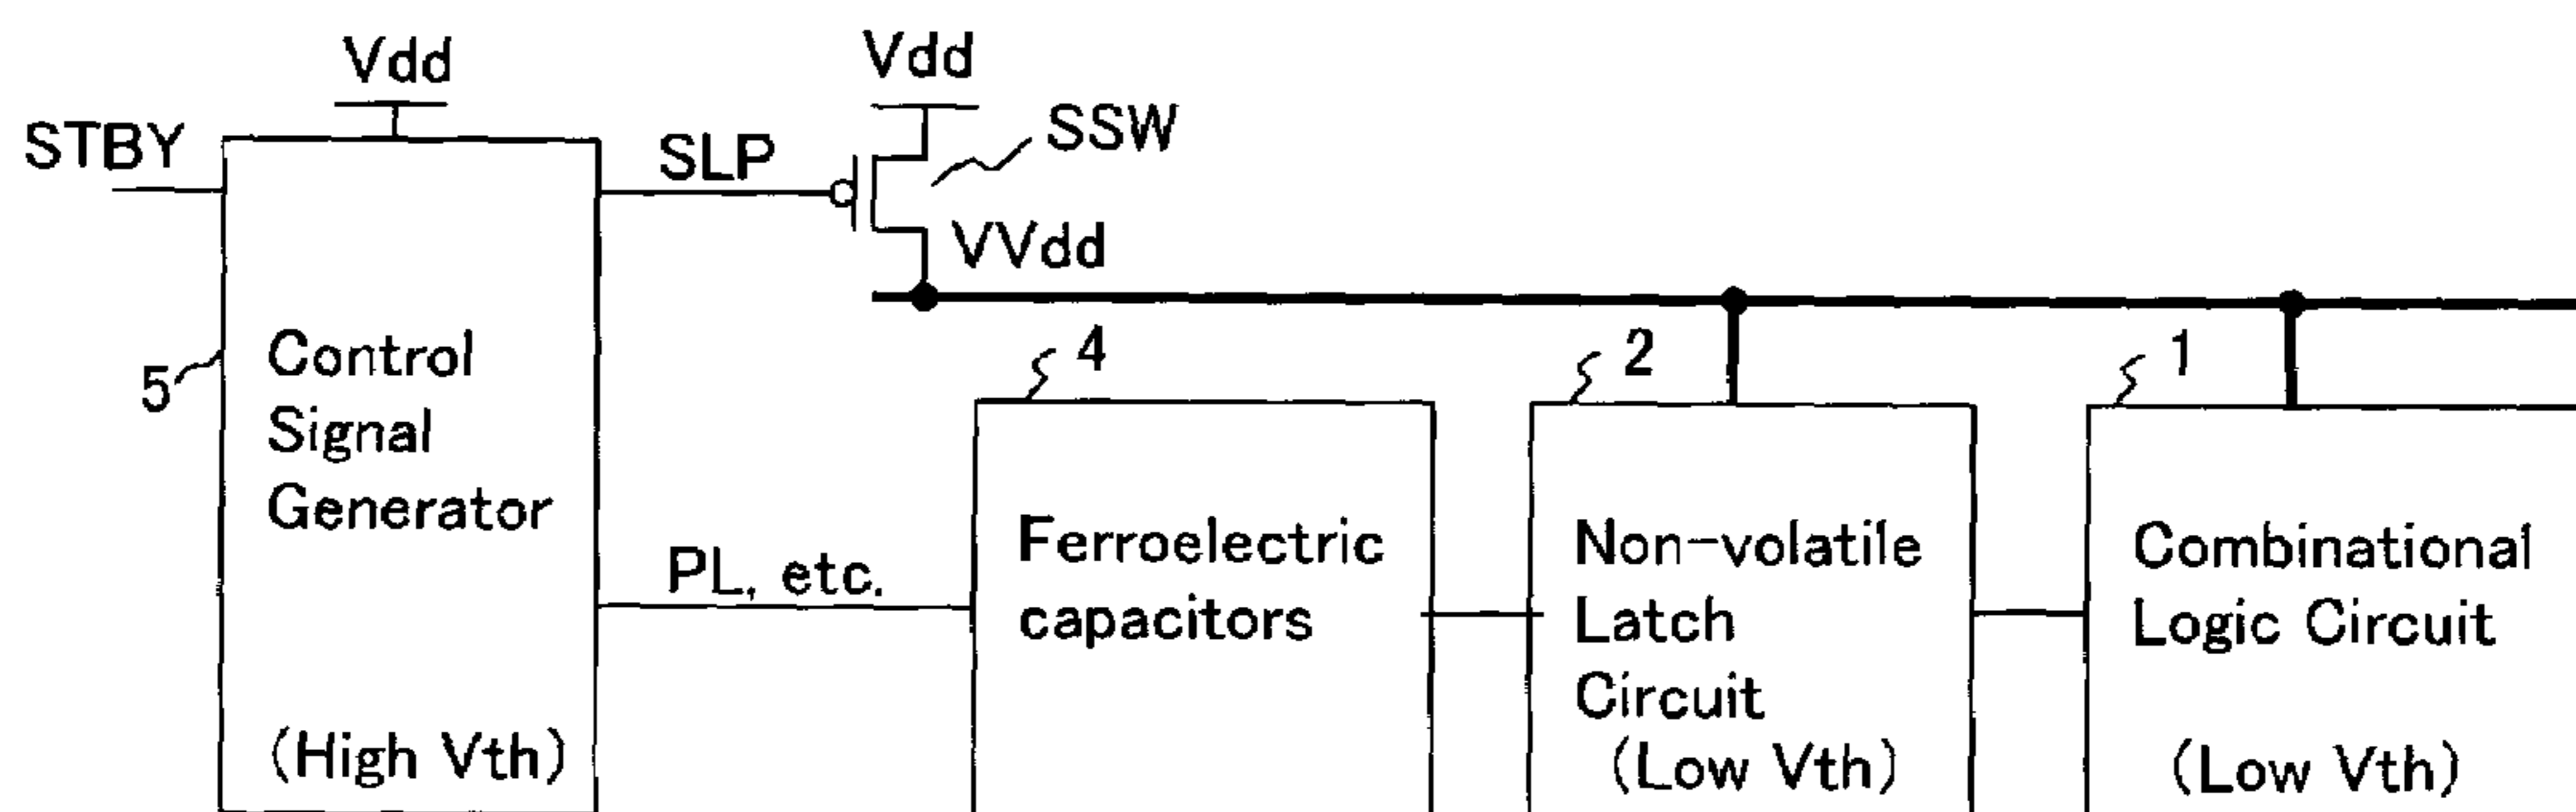 Vdd
Vdd
STBY
SLP
SSW
VVdd
5
Control
Signal
Generator
(High Vth)
PL, etc.
4
Ferroelectric
capacitors
2
Non-volatile
Latch
Circuit
(Low Vth)
1
Combinational
Logic Circuit
(Low Vth)